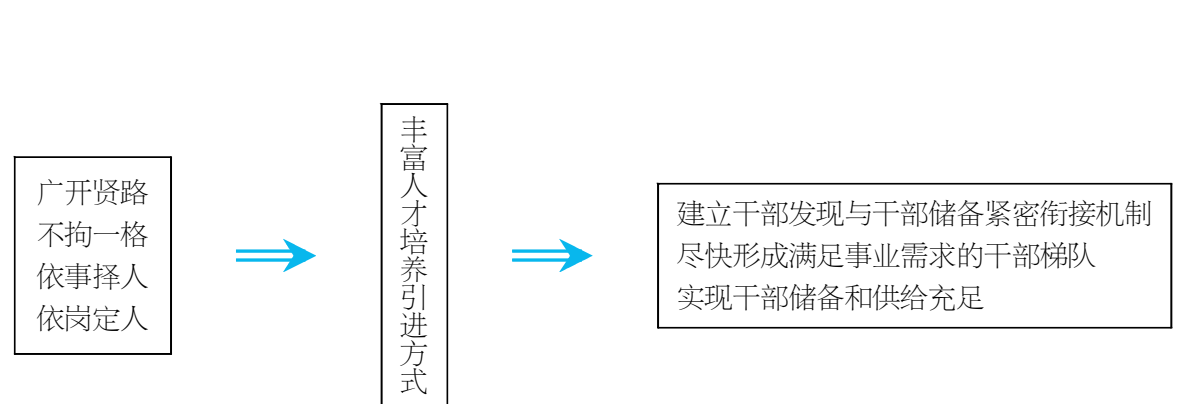 广开贤路
不拘一格
依事择人
依岗定人
丰富人才培养引进方式
建立干部发现与干部储备紧密衔接机制
尽快形成满足事业需求的干部梯队
实现干部储备和供给充足